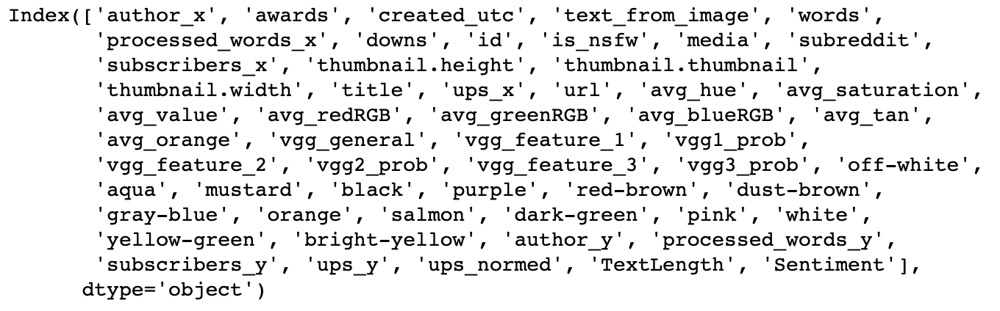 Index(['author_x', 'awards', 'created_utc', 'text_from_image', 'words',
'processed_words_x', 'downs', 'id', 'is_nsfw', 'media', 'subreddit',
'subscribers_x', 'thumbnail.height', 'thumbnail.thumbnail',
'thumbnail.width', 'title', 'ups_x', 'url', 'avg_hue', 'avg_saturation',
'avg_value', 'avg_redRGB', 'avg_greenRGB', 'avg_blueRGB', 'avg_tan',
'avg_orange', 'vgg_general', 'vgg_feature_1', 'vgg1_prob',
'vgg_feature_2', 'vgg2_prob', 'vgg_feature_3', 'vgg3_prob', 'off-white',
'aqua', 'mustard', 'black', 'purple', 'red-brown', 'dust-brown',
'gray-blue', 'orange', 'salmon', 'dark-green', 'pink', 'white',
'yellow-green', 'bright-yellow', 'author_y', 'processed_words_y',
'subscribers_y', 'ups_y', 'ups_normed', 'TextLength', 'Sentiment'],
dtype='object')